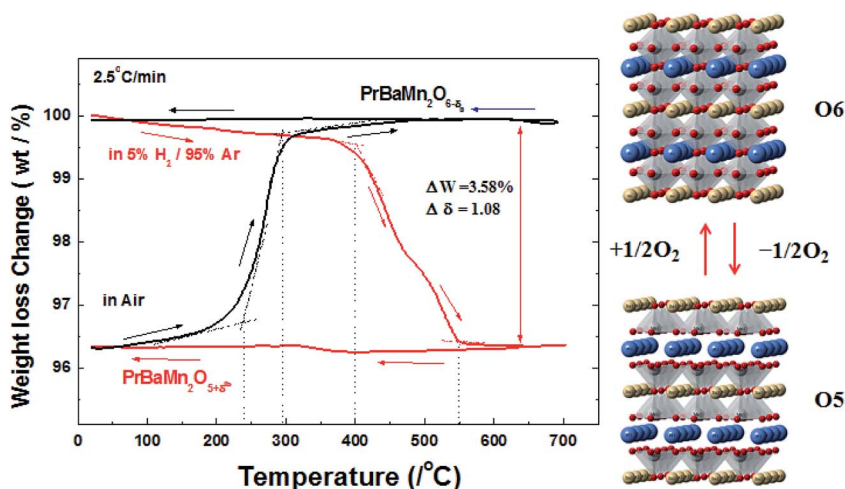 2.5°C/min
PrBaMn₂O₆₋δ
in 5% H₂ / 95% Ar
ΔW =3.58%
Δ δ = 1.08
in Air
PrBaMn₂O₅₊δ
Weight loss Change ( wt / %)
100
99
98
97
96
0 100 200 300 400 500 600 700
Temperature (/°C)
O6
+1/2O₂ −1/2O₂
O5